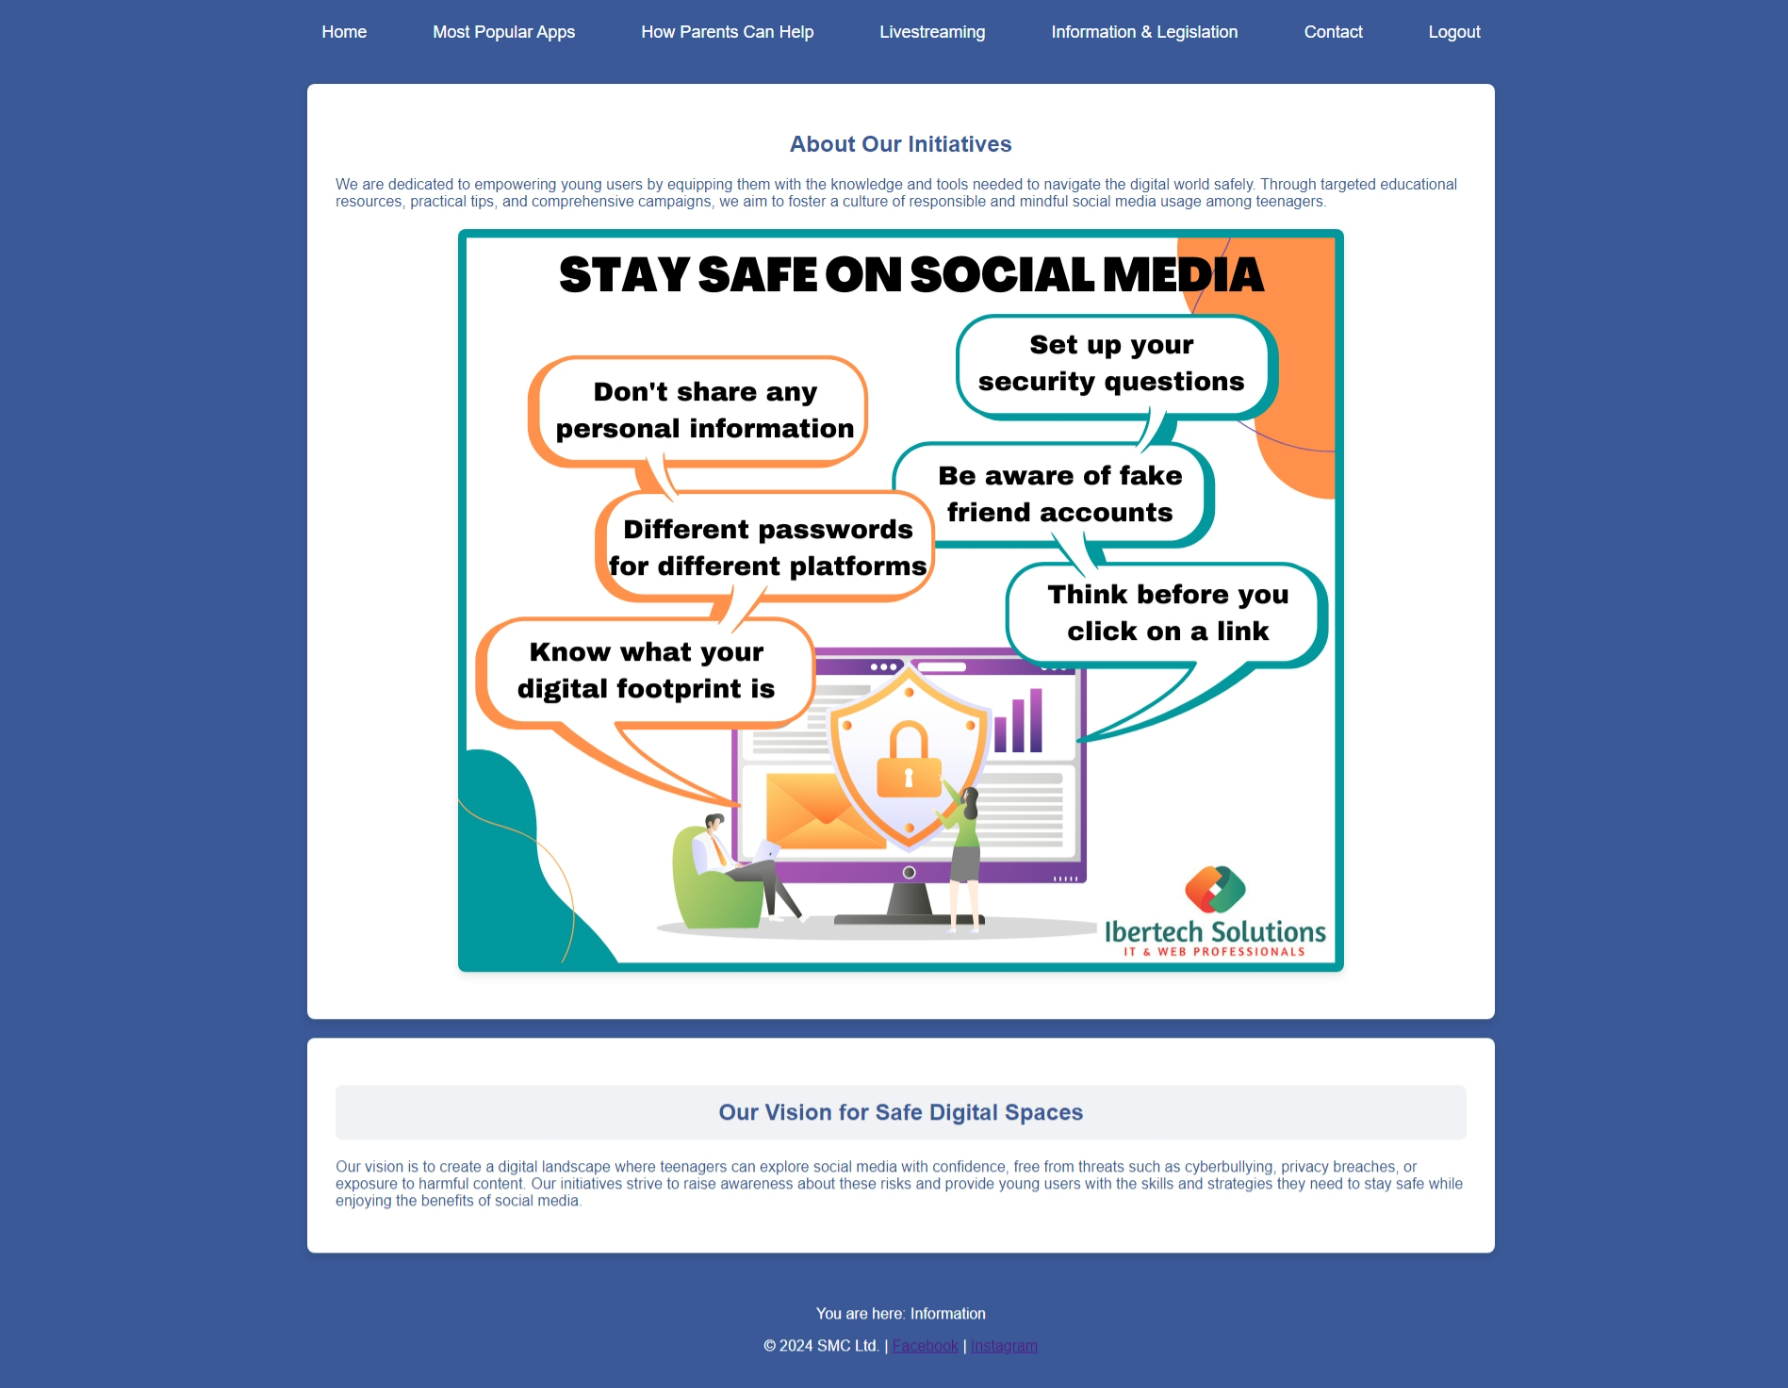 Home
Most Popular Apps
How Parents Can Help
Livestreaming
Information & Legislation
Contact
Logout
About Our Initiatives
We are dedicated to empowering young users by equipping them with the knowledge and tools needed to navigate the digital world safely. Through targeted educational
resources, practical tips, and comprehensive campaigns, we aim to foster a culture of responsible and mindful social media usage among teenagers.
STAY SAFE ON SOCIAL MEDIA
Don't share any
personal information
Different passwords
for different platforms
Know what your
digital footprint is
Set up your
security questions
Be aware of fake
friend accounts
Think before you
click on a link
Ibertech Solutions
IT & WEB PROFESSIONALS
Our Vision for Safe Digital Spaces
Our vision is to create a digital landscape where teenagers can explore social media with confidence, free from threats such as cyberbullying, privacy breaches, or
exposure to harmful content. Our initiatives strive to raise awareness about these risks and provide young users with the skills and strategies they need to stay safe while
enjoying the benefits of social media.
You are here: Information
© 2024 SMC Ltd. | Facebook | Instagram